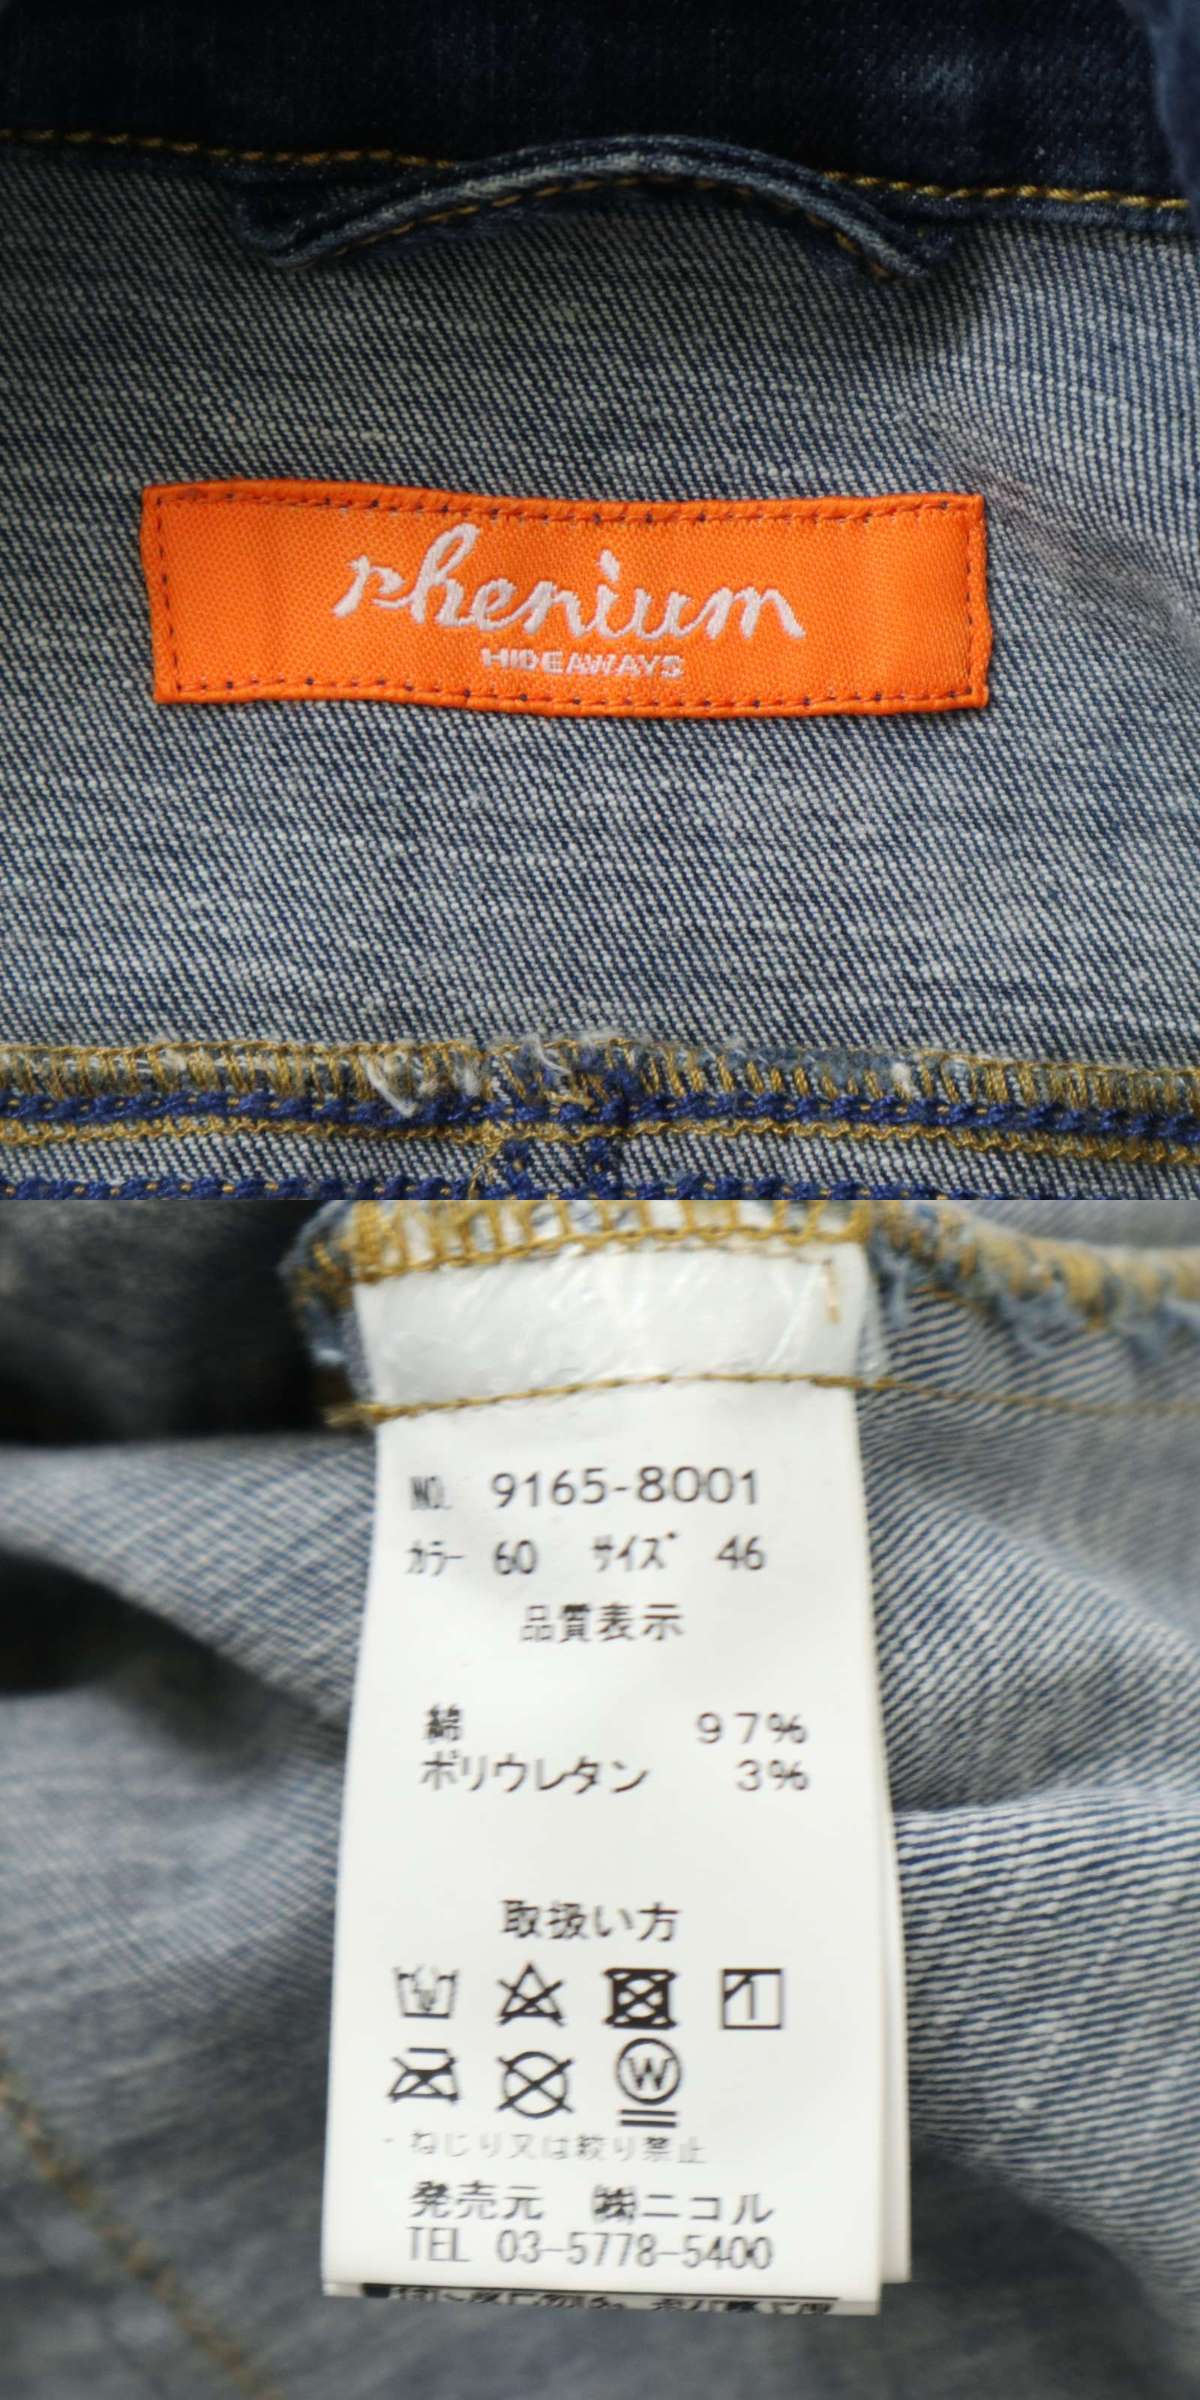 rhenium
HIDEAWAYS
NO. 9165-8001
カラー 60 サイズ 46
品質表示
綿 97%
ポリウレタン 3%
取扱い方
W
・ねじり又は絞り禁止
発売元 ㈱ニコル
TEL 03-5778-5400